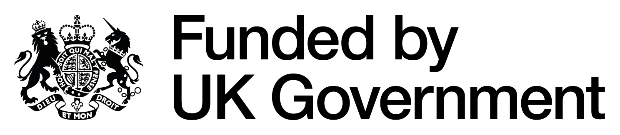 Funded by
UK Government
DIEU ET MON DROIT